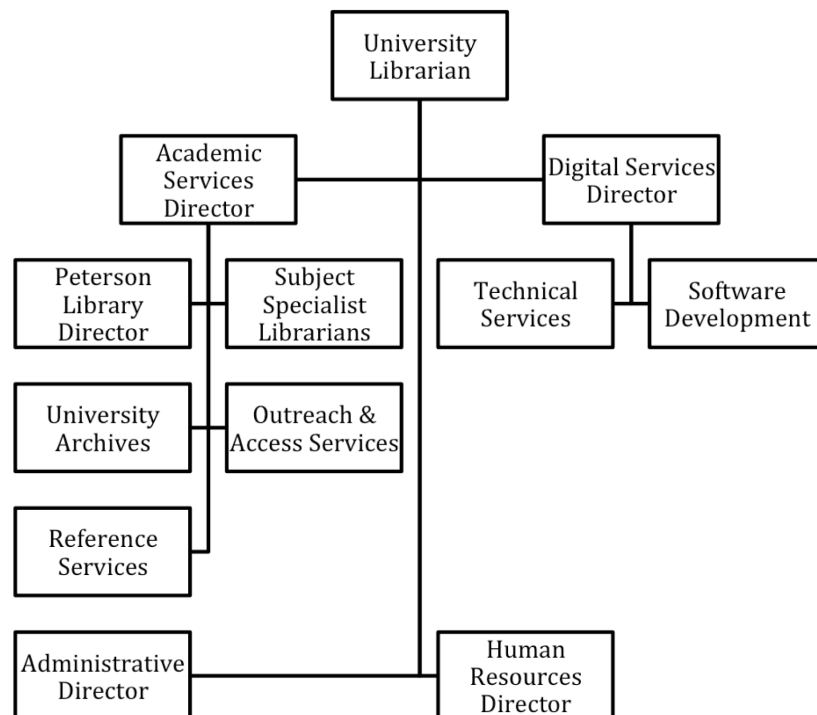 University
Librarian
Academic
Services
Director
Digital Services
Director
Peterson
Library
Director
Subject
Specialist
Librarians
Technical
Services
Software
Development
University
Archives
Outreach &
Access Services
Reference
Services
Administrative
Director
Human
Resources
Director